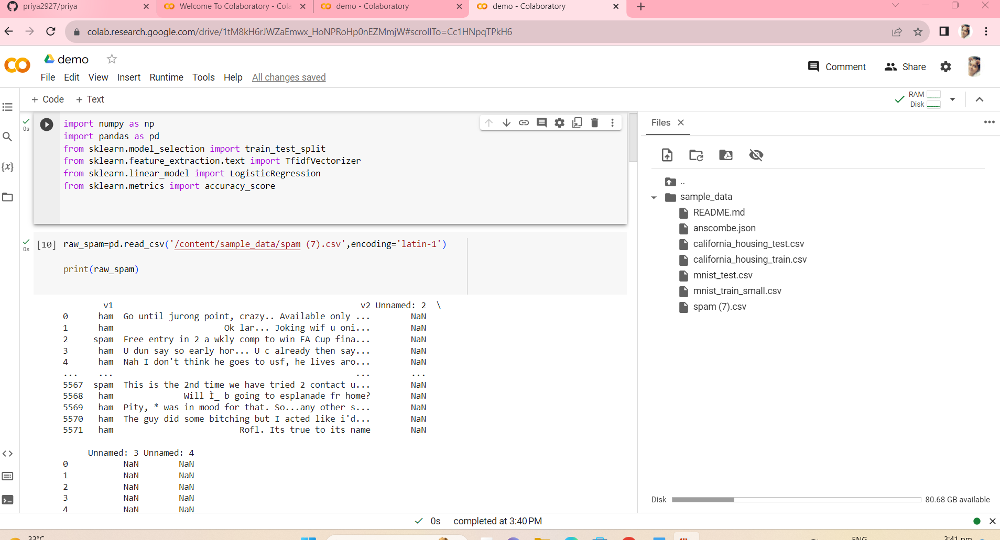 priya2927/priya
Welcome To Colaboratory - Cola
demo - Colaboratory
demo - Colaboratory
colab.research.google.com/drive/1tM8kH6rJWZaEmwx_HoNPRoHp0nEZMmjW#scrollTo=Cc1HNpqTPkH6
demo
File Edit View Insert Runtime Tools Help All changes saved
Comment
Share
+ Code + Text
RAM
Disk
0s
import numpy as np
import pandas as pd
from sklearn.model_selection import train_test_split
from sklearn.feature_extraction.text import TfidfVectorizer
from sklearn.linear_model import LogisticRegression
from sklearn.metrics import accuracy_score
{x}
0s
[10] raw_spam=pd.read_csv('/content/sample_data/spam (7).csv',encoding='latin-1')
print(raw_spam)
v1 v2 Unnamed: 2 \
0 ham Go until jurong point, crazy.. Available only ... NaN
1 ham Ok lar... Joking wif u oni... NaN
2 spam Free entry in 2 a wkly comp to win FA Cup fina... NaN
3 ham U dun say so early hor... U c already then say... NaN
4 ham Nah I don't think he goes to usf, he lives aro... NaN
... ... ... ...
5567 spam This is the 2nd time we have tried 2 contact u... NaN
5568 ham Will Ì_ b going to esplanade fr home? NaN
5569 ham Pity, * was in mood for that. So...any other s... NaN
5570 ham The guy did some bitching but I acted like i'd... NaN
5571 ham Rofl. Its true to its name NaN
Unnamed: 3 Unnamed: 4
0 NaN NaN
1 NaN NaN
2 NaN NaN
3 NaN NaN
4 NaN NaN
Files
..
sample_data
README.md
anscombe.json
california_housing_test.csv
california_housing_train.csv
mnist_test.csv
mnist_train_small.csv
spam (7).csv
Disk
80.68 GB available
0s completed at 3:40 PM
33°C
ENG
3:41 pm